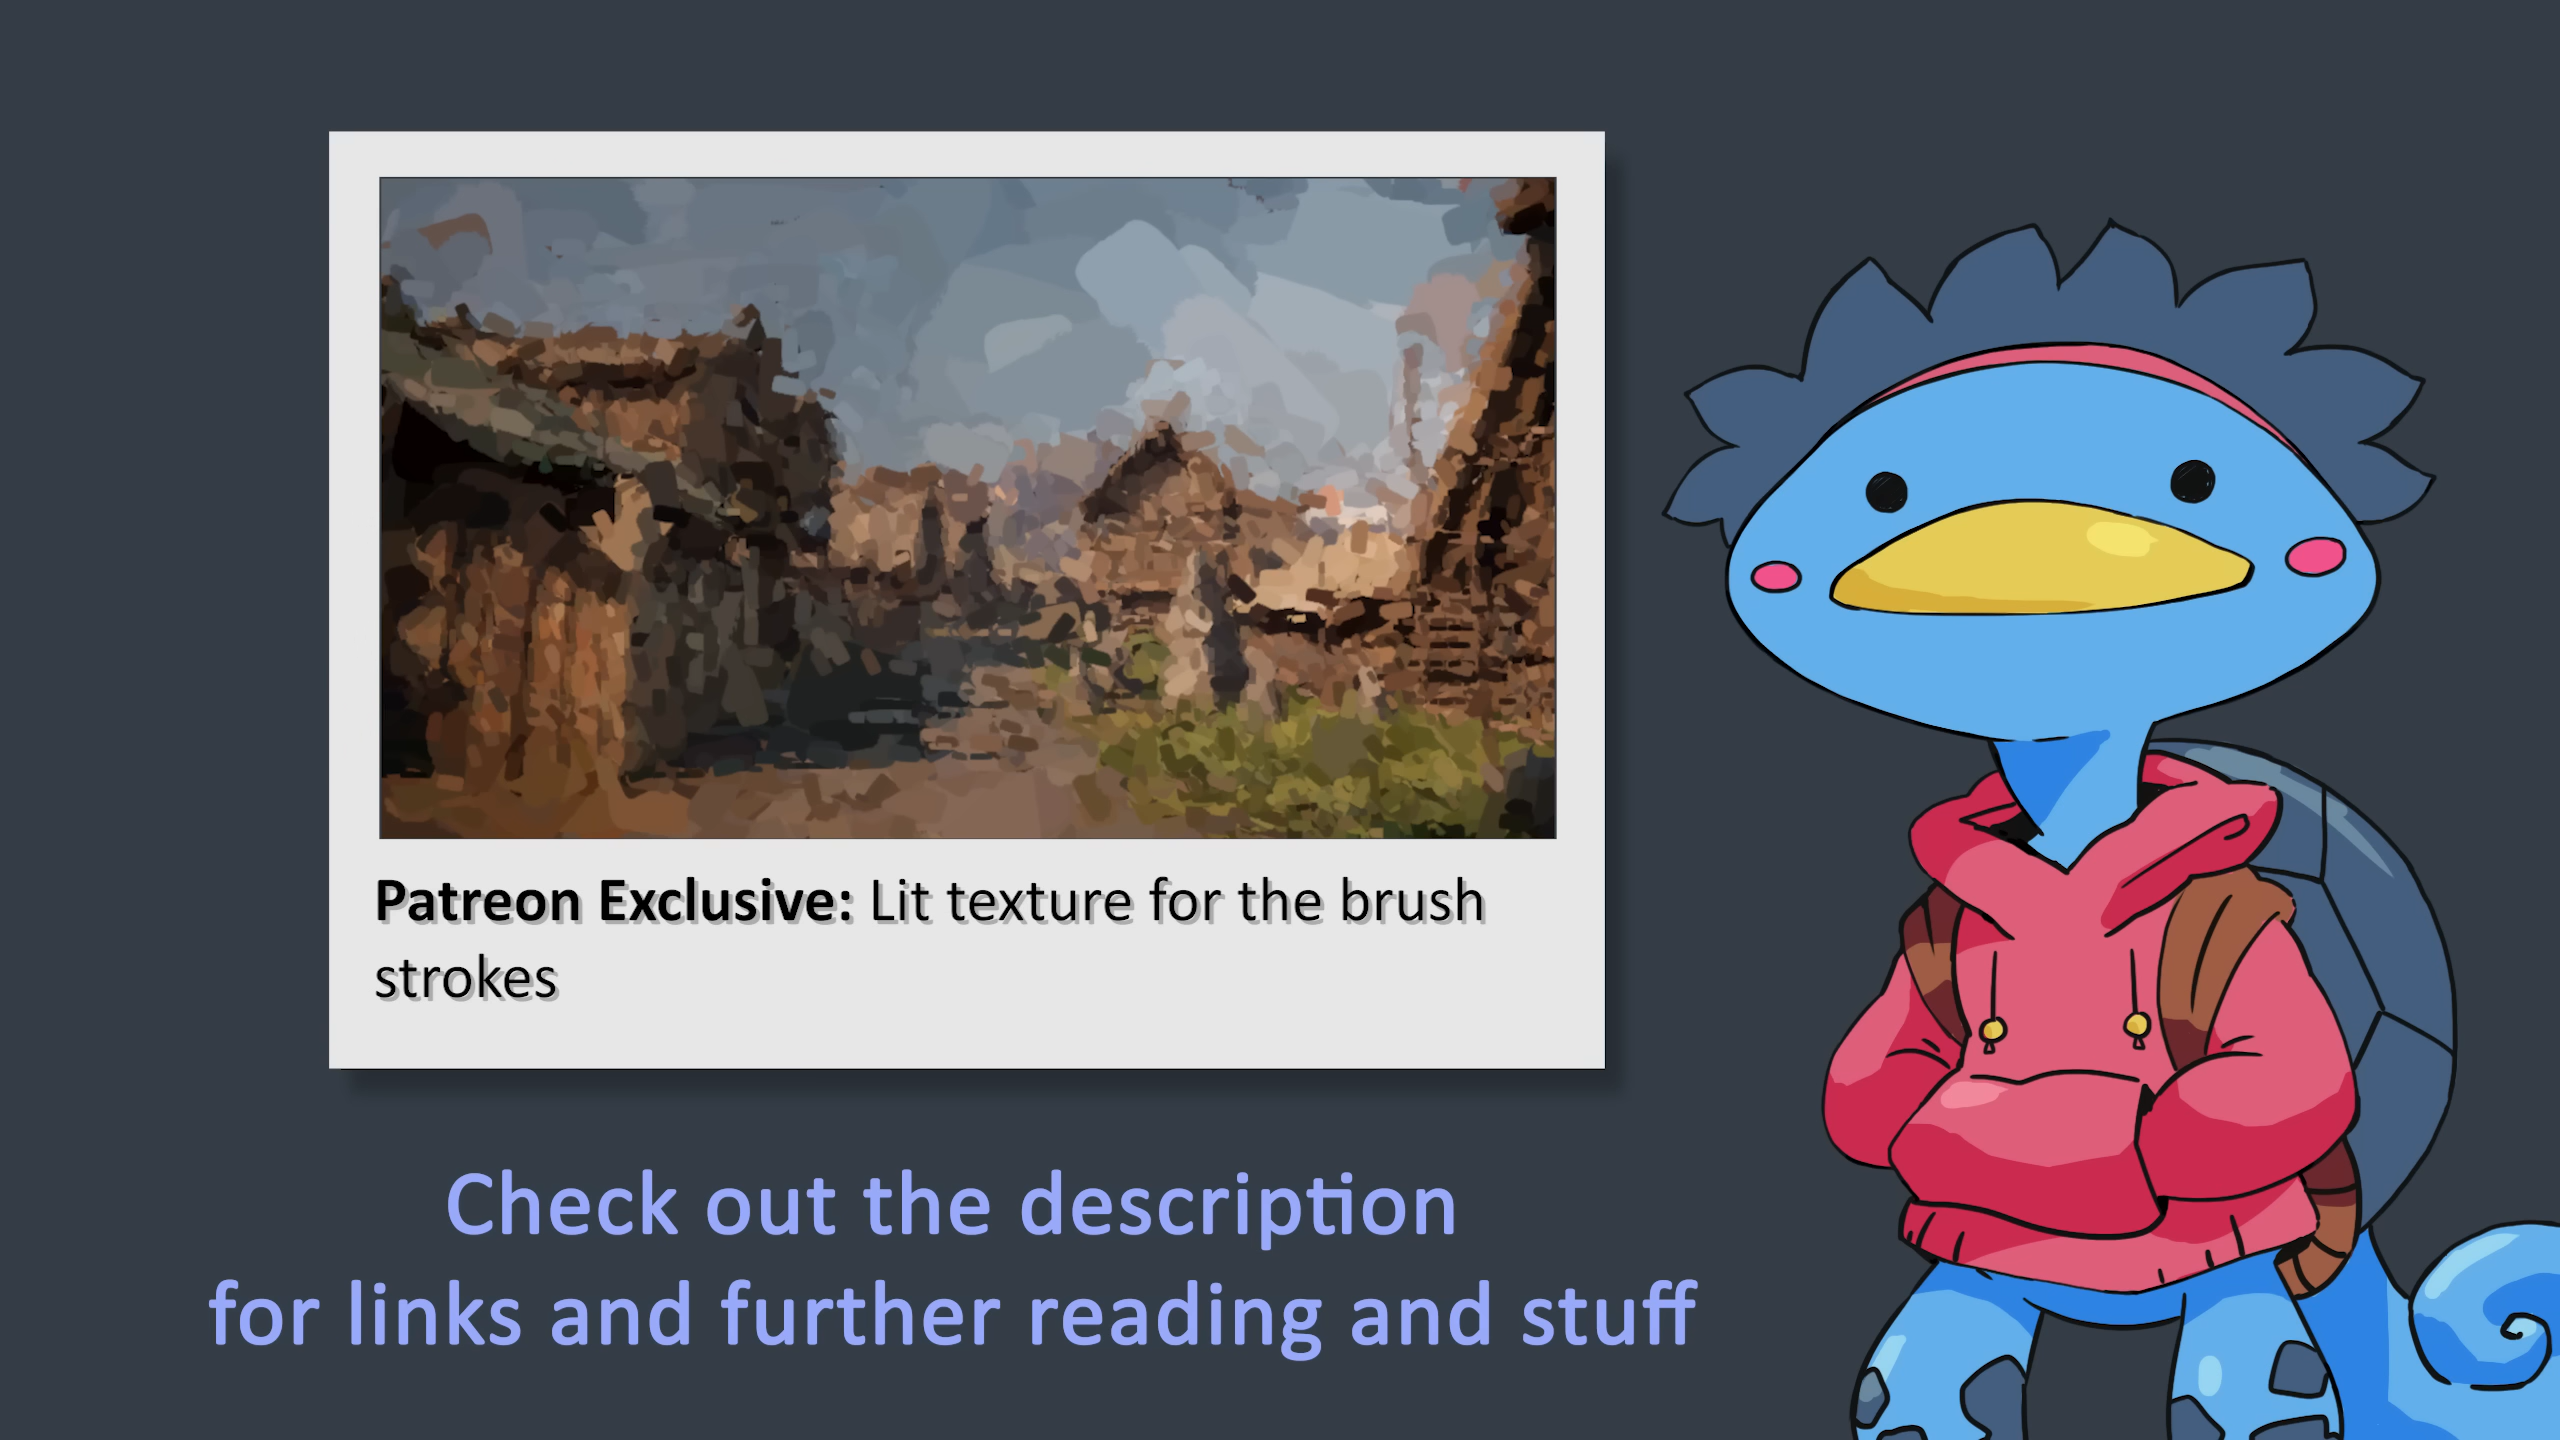 Patreon Exclusive: Lit texture for the brush
strokes
Check out the description
for links and further reading and stuff